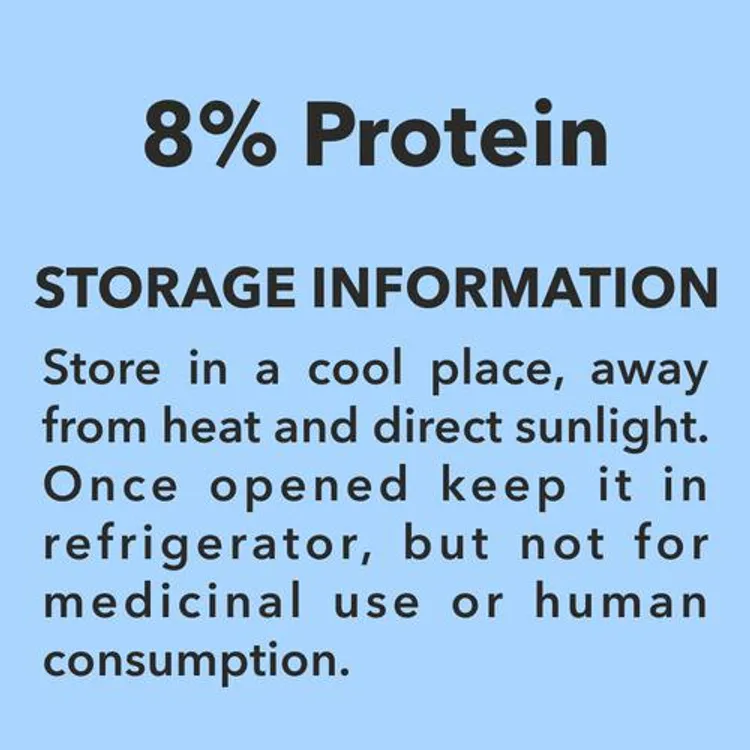 8% Protein
STORAGE INFORMATION
Store in a cool place, away
from heat and direct sunlight.
Once opened keep it in
refrigerator, but not for
medicinal use or human
consumption.